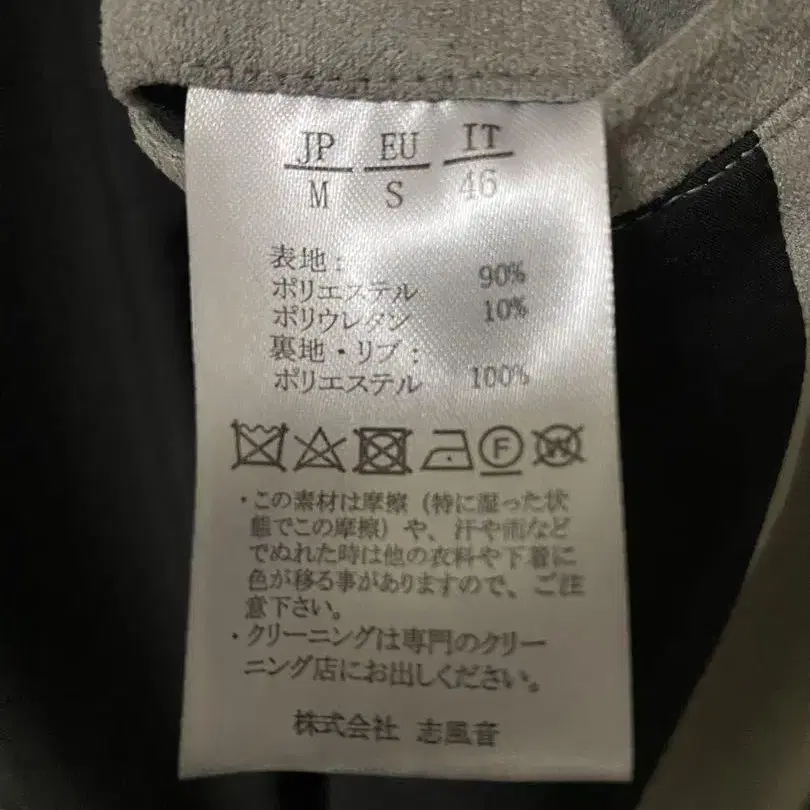 JP EU IT
M S 46
表地:
ポリエステル 90%
ポリウレタン 10%
裏地・リブ:
ポリエステル 100%
F W
・この素材は摩擦(特に湿った状
態でこの摩擦)や、汗や雨など
でぬれた時は他の衣料や下着に
色が移る事がありますので、ご注
意下さい。
・クリーニングは専門のクリー
ニング店にお出しください。
株式会社 志風音